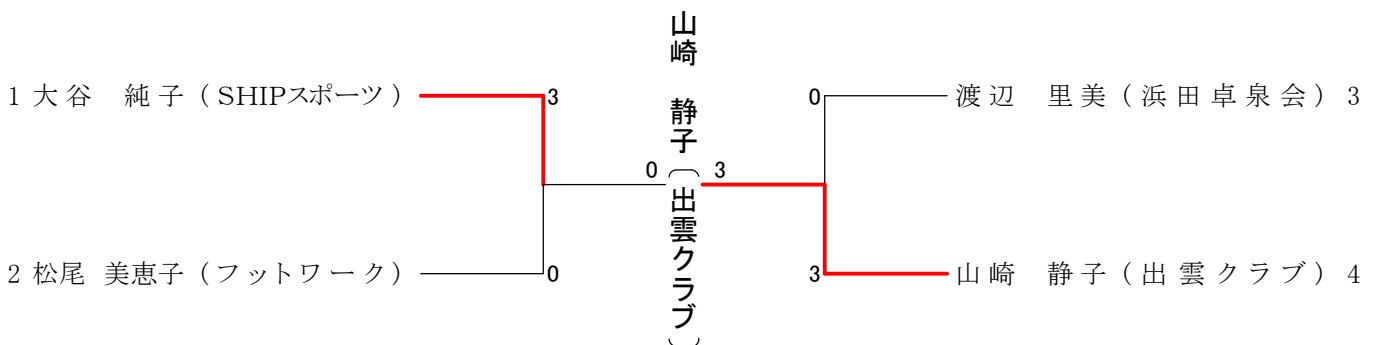 山崎 静子（出雲クラブ）
1 大谷 純子（SHIPスポーツ）
3
0
渡辺 里美（浜田卓泉会）3
0
3
2 松尾 美恵子（フットワーク）
0
3
山崎 静子（出雲クラブ）4